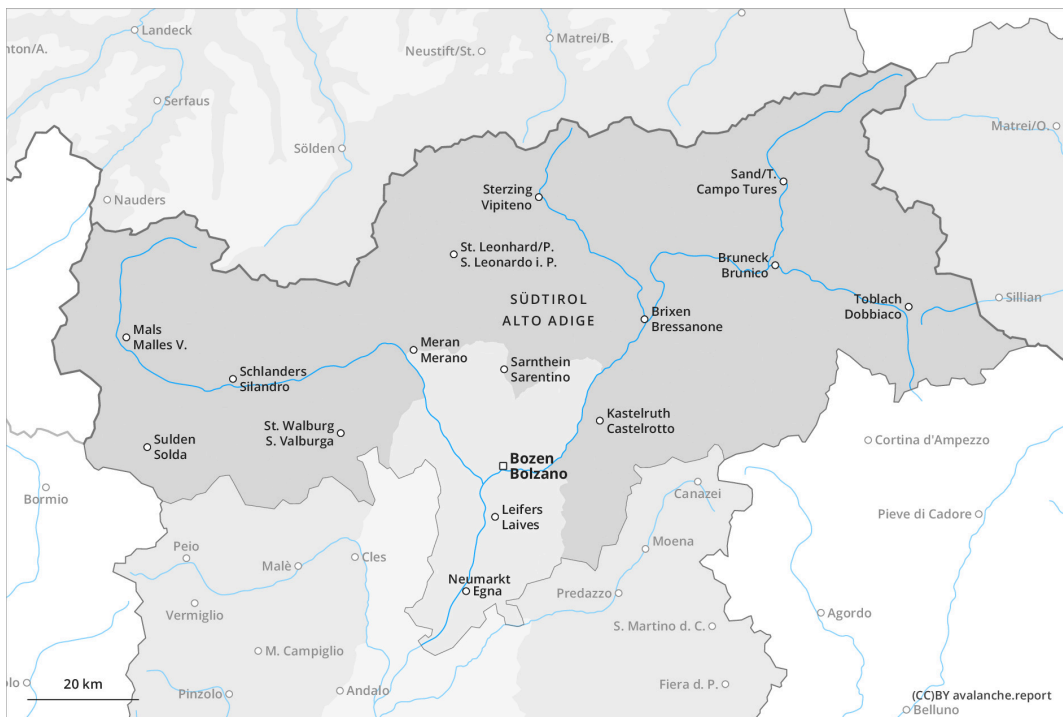 Landeck
nton/A.
Neustift/St.
Matrei/B.
Serfaus
Matrei/O.
Sölden
Nauders
Sterzing
Vipiteno
Sand/T.
Campo Tures
St. Leonhard/P.
S. Leonardo i. P.
Bruneck
Brunico
SÜDTIROL
ALTO ADIGE
Toblach
Dobbiaco
Sillian
Brixen
Bressanone
Mals
Malles V.
Meran
Merano
Sarnthein
Sarentino
Schlanders
Silandro
Kastelruth
Castelrotto
St. Walburg
S. Valburga
Sulden
Solda
Cortina d'Ampezzo
Bozen
Bolzano
Bormio
Canazei
Leifers
Laives
Pieve di Cadore
Peio
Malè
Cles
Moena
Neumarkt
Egna
Predazzo
Vermiglio
Agordo
S. Martino d. C.
M. Campiglio
olo
20 km
Pinzolo
Andalo
Fiera d. P.
(CC)BY avalanche.report
Belluno